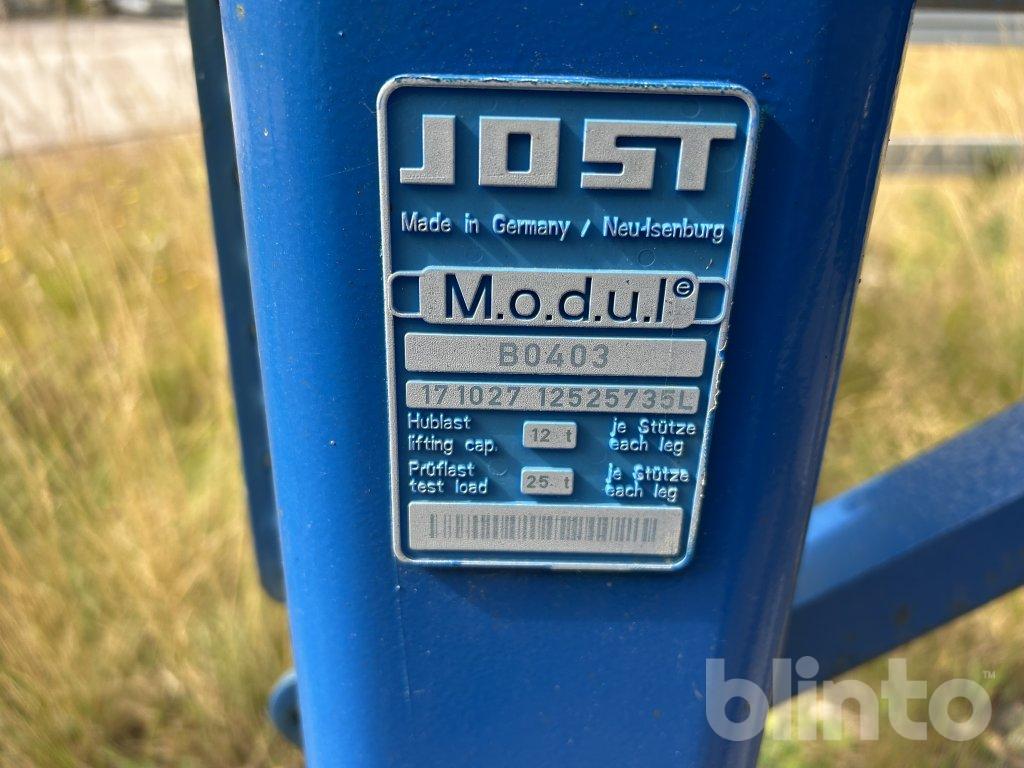 JOST
Made in Germany / Neu-Isenburg
M.o.d.u.l e
B0403
171027 12525735L
Hublast 12 t je Stütze
lifting cap. each leg
Prüflast 25 t je Stütze
test load each leg
blinto™